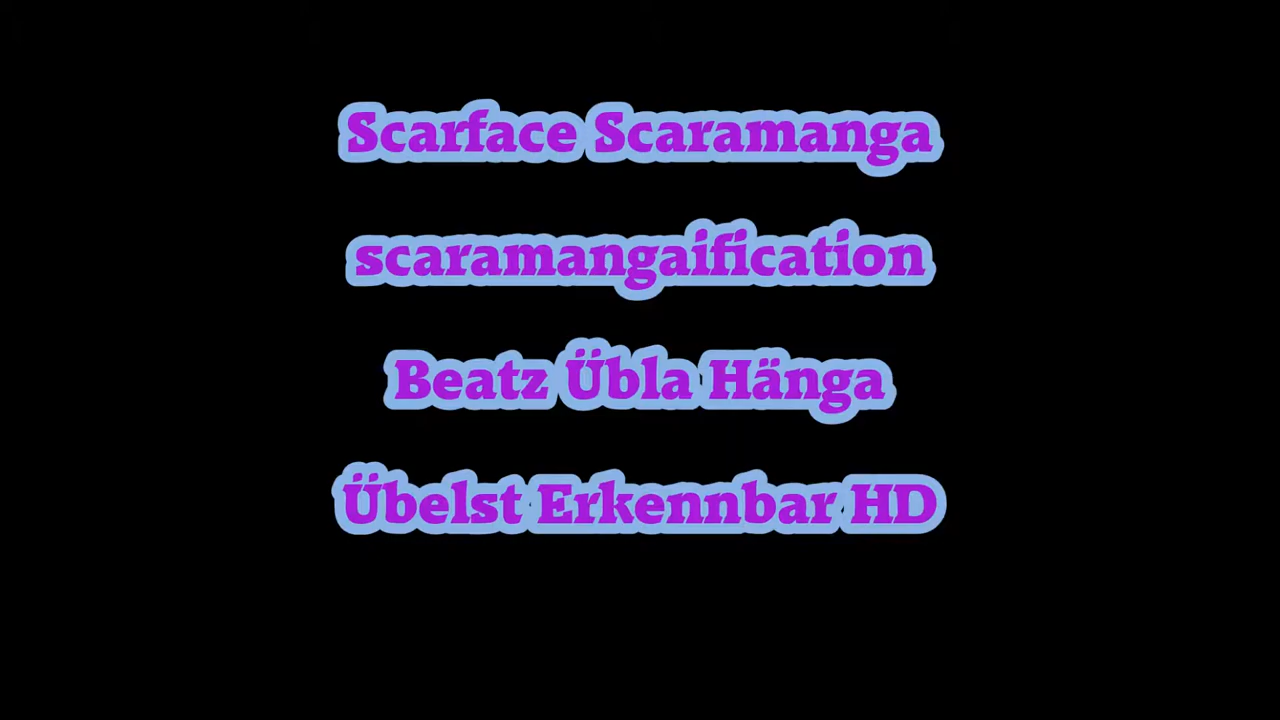 Scarface Scaramanga
scaramangaification
Beatz Übla Hänga
Übelst Erkennbar HD